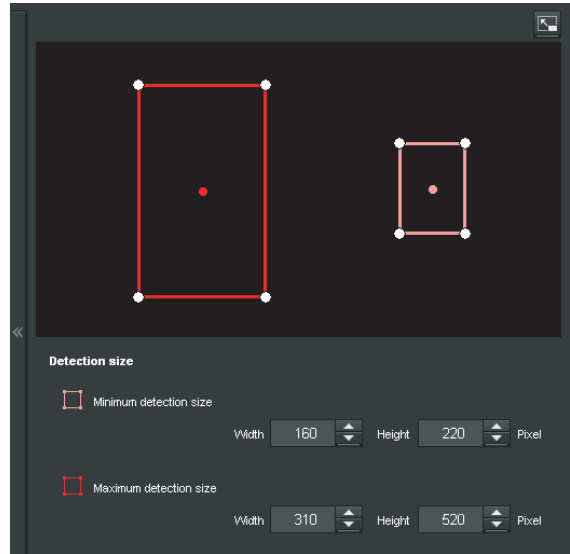 Detection size
Minimum detection size
Width 160 Height 220 Pixel
Maximum detection size
Width 310 Height 520 Pixel